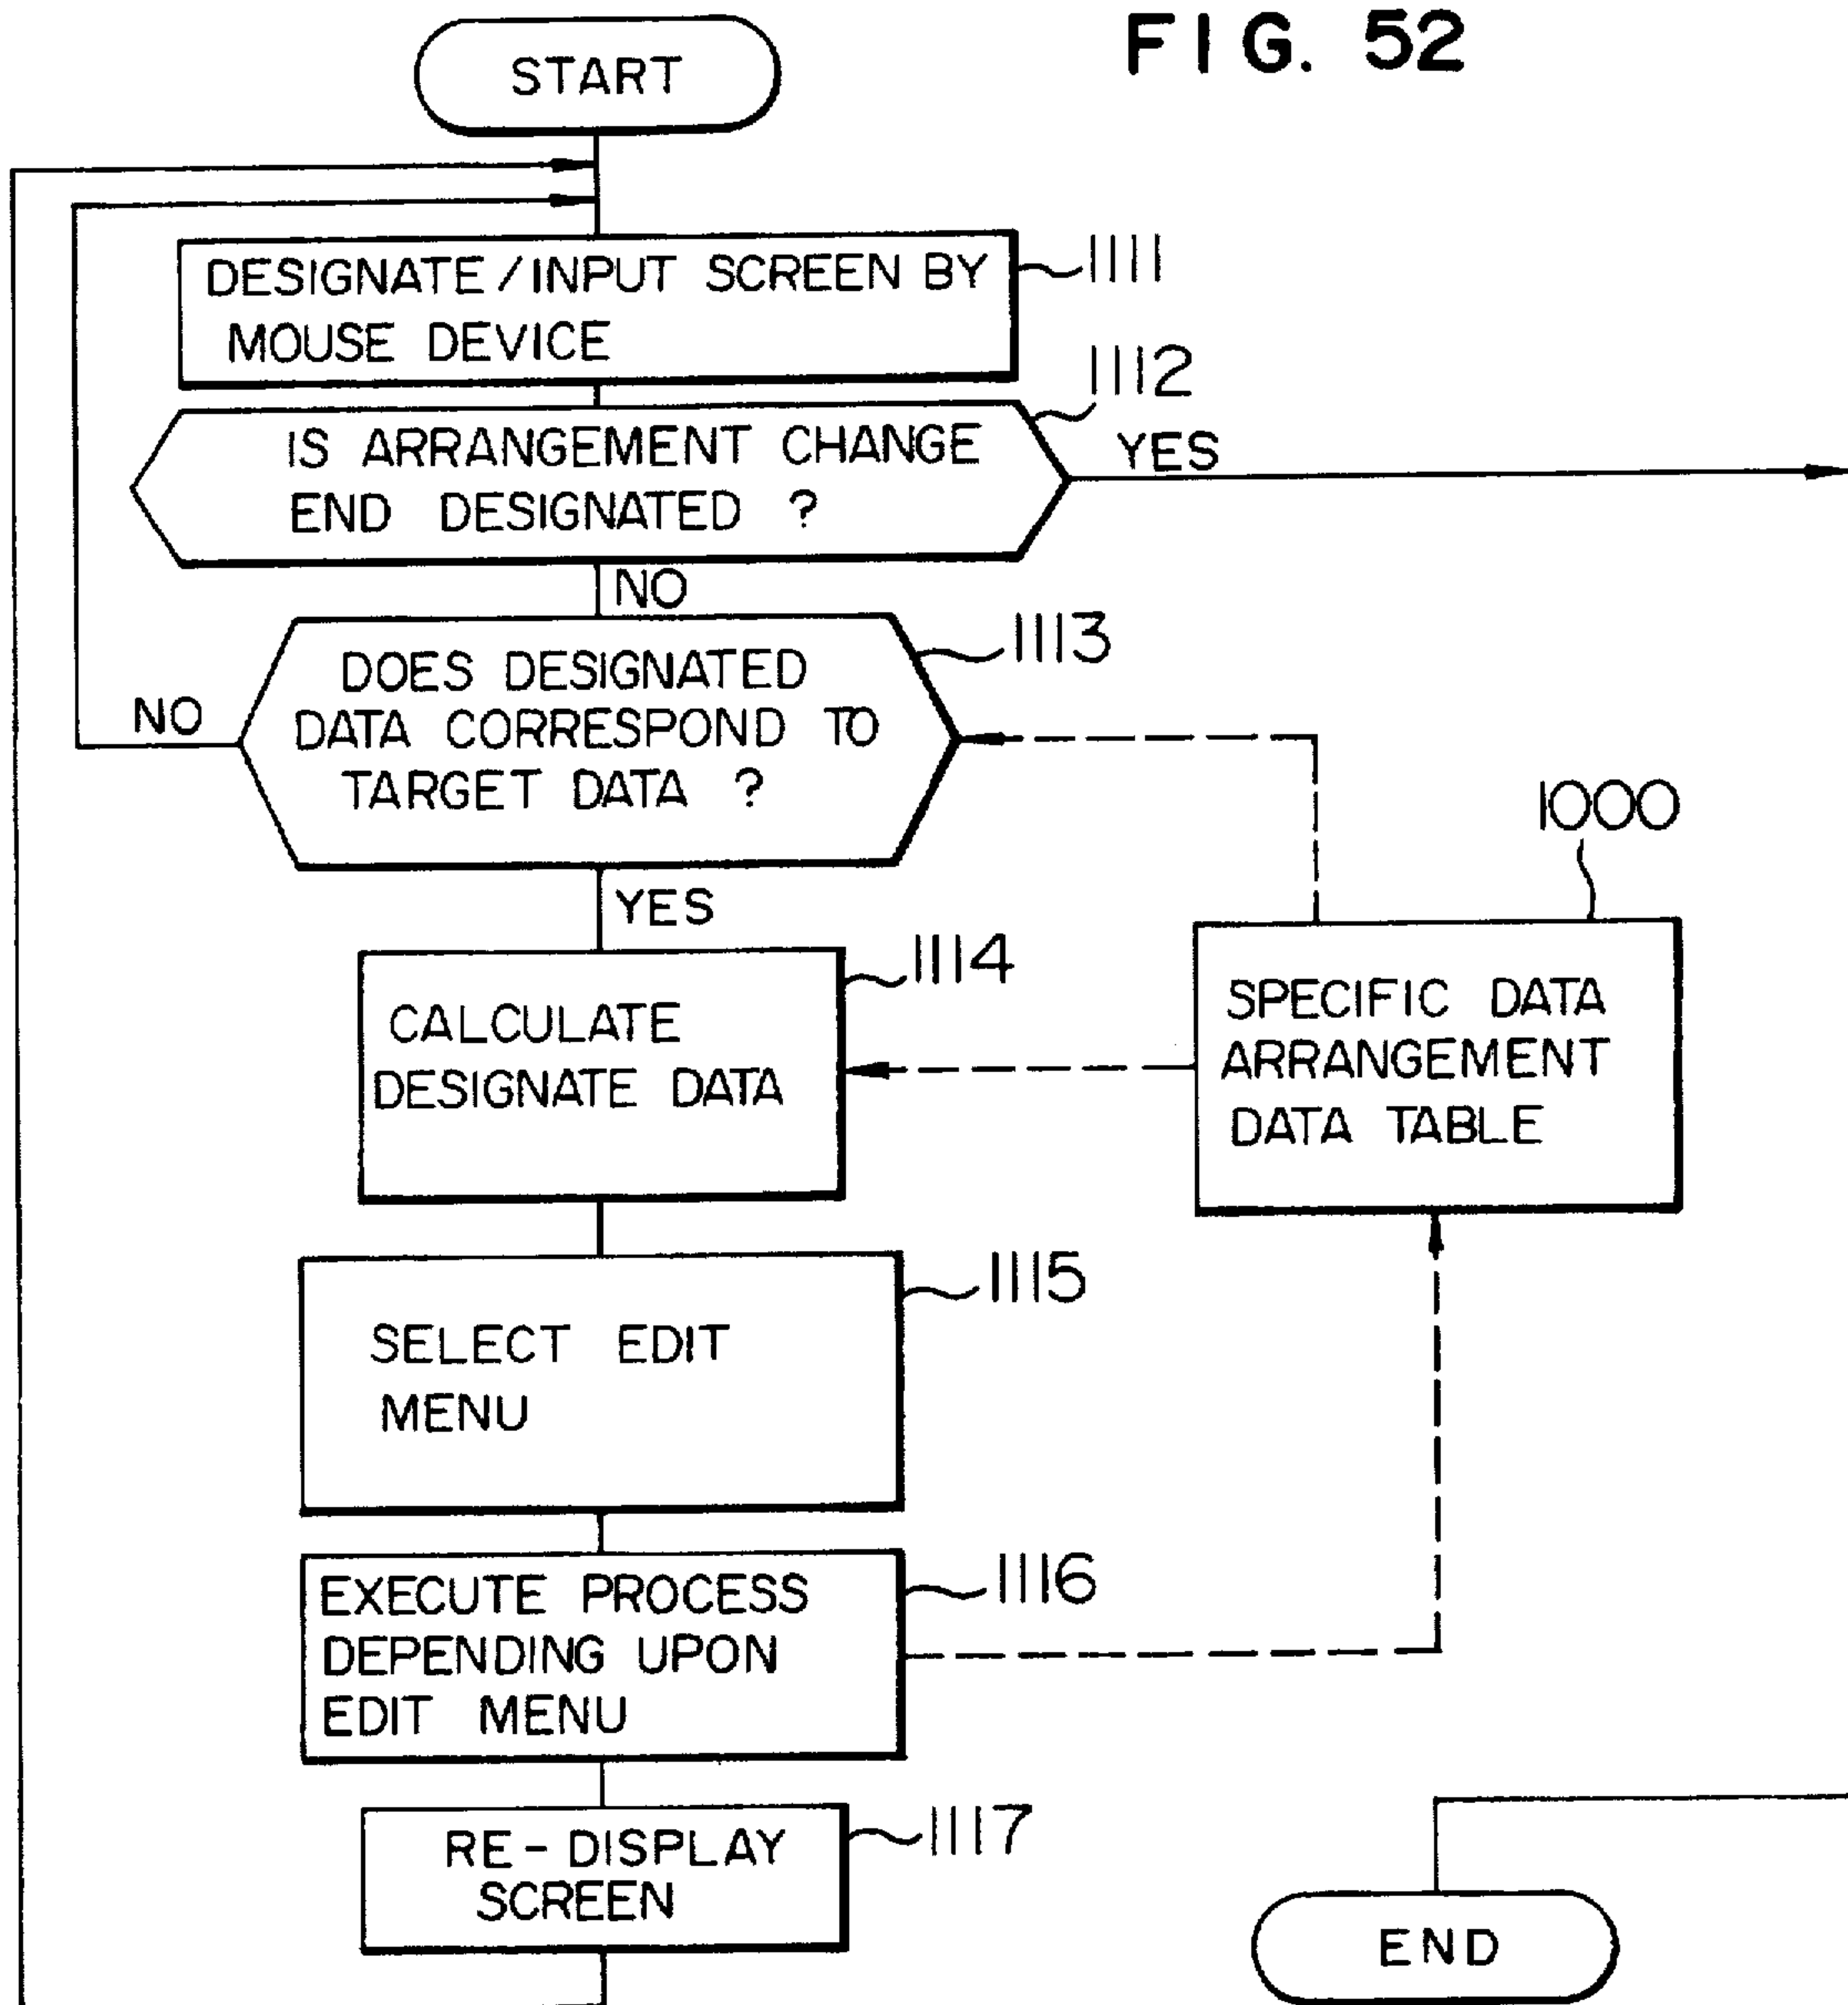 FIG. 52
START
DESIGNATE/INPUT SCREEN BY
MOUSE DEVICE
1111
IS ARRANGEMENT CHANGE
END DESIGNATED ?
1112
YES
NO
DOES DESIGNATED
DATA CORRESPOND TO
TARGET DATA ?
1113
NO
YES
1000
CALCULATE
DESIGNATE DATA
1114
SPECIFIC DATA
ARRANGEMENT
DATA TABLE
SELECT EDIT
MENU
1115
EXECUTE PROCESS
DEPENDING UPON
EDIT MENU
1116
RE-DISPLAY
SCREEN
1117
END